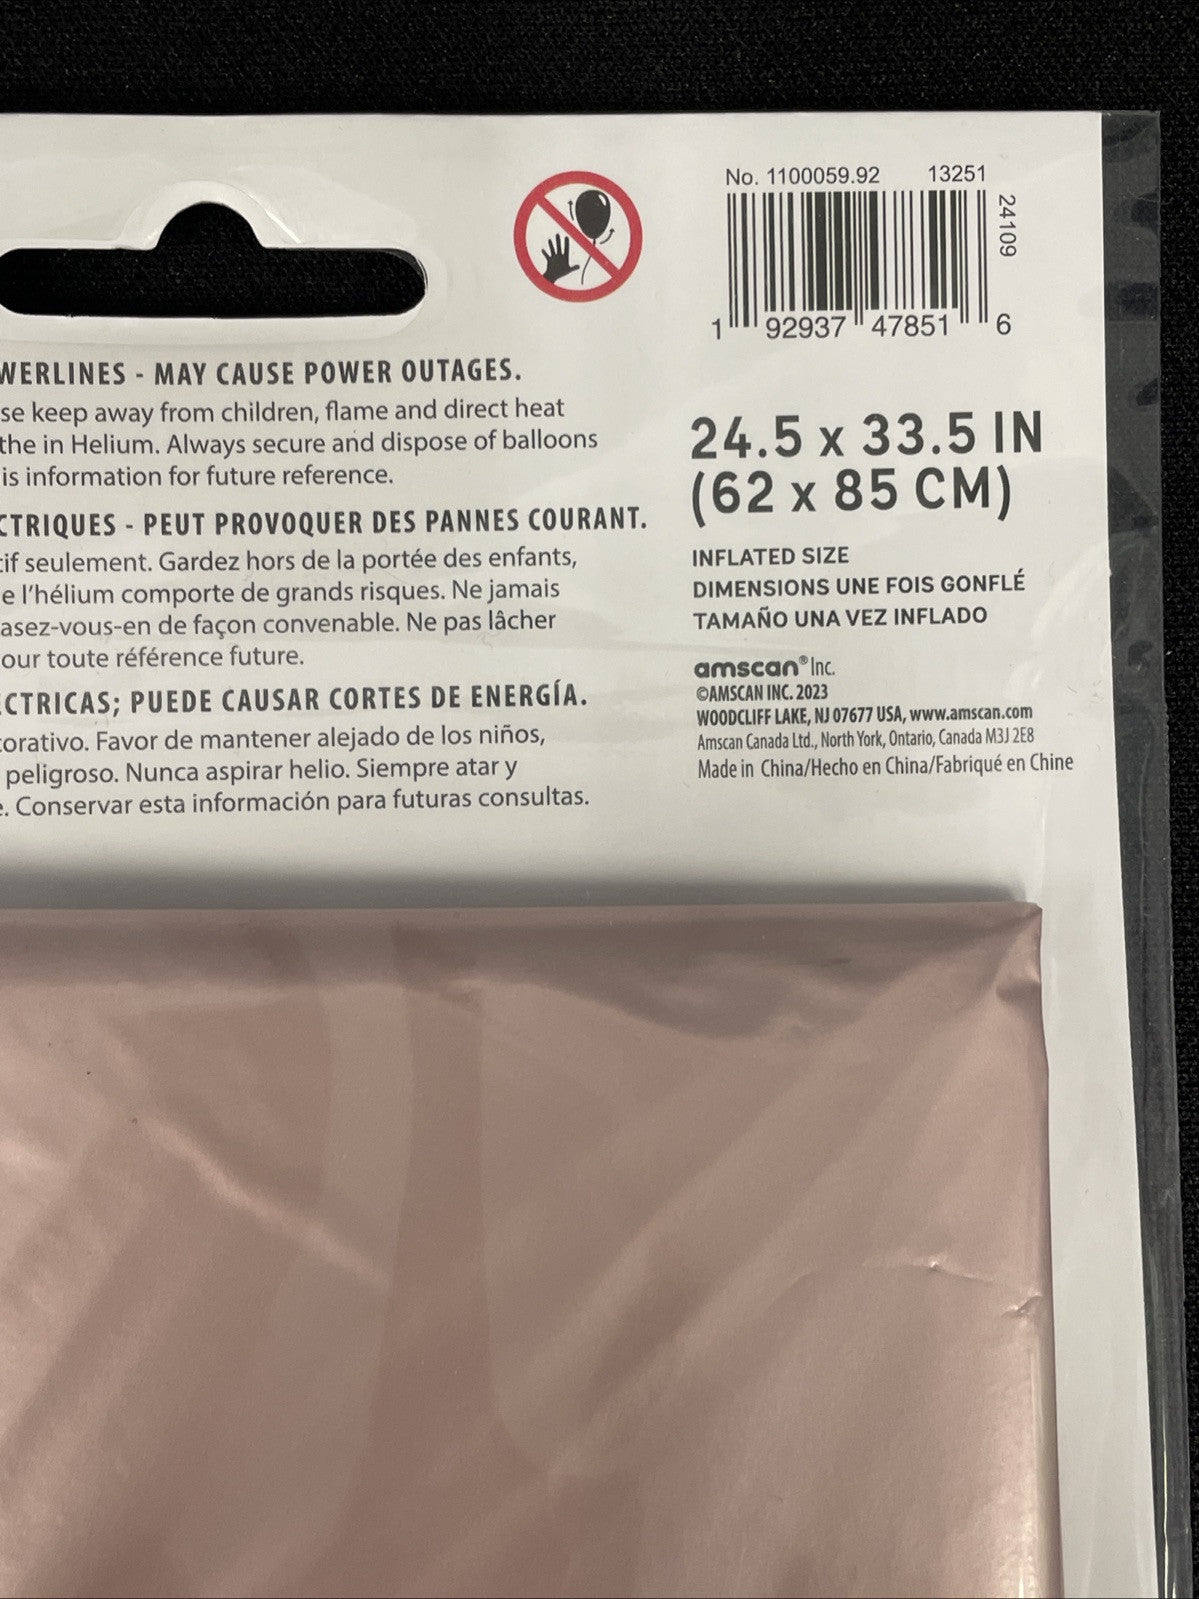 No. 1100059.92 13251
24109
1 92937 47851 6
WERLINES - MAY CAUSE POWER OUTAGES.
se keep away from children, flame and direct heat
the in Helium. Always secure and dispose of balloons
is information for future reference.
CTRIQUES - PEUT PROVOQUER DES PANNES COURANT.
tif seulement. Gardez hors de la portée des enfants,
e l'hélium comporte de grands risques. Ne jamais
asez-vous-en de façon convenable. Ne pas lâcher
our toute référence future.
ECTRICAS; PUEDE CAUSAR CORTES DE ENERGÍA.
corativo. Favor de mantener alejado de los niños,
peligroso. Nunca aspirar helio. Siempre atar y
e. Conservar esta información para futuras consultas.
24.5 x 33.5 IN
(62 x 85 CM)
INFLATED SIZE
DIMENSIONS UNE FOIS GONFLÉ
TAMAÑO UNA VEZ INFLADO
amscan® Inc.
©AMSCAN INC. 2023
WOODCLIFF LAKE, NJ 07677 USA, www.amscan.com
Amscan Canada Ltd., North York, Ontario, Canada M3J 2E8
Made in China/Hecho en China/Fabriqué en Chine